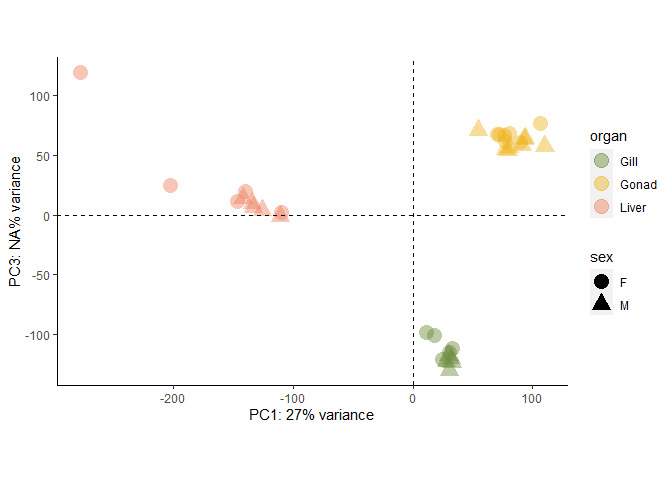 100
50
0
-50
-100
PC3: NA% variance
-200
-100
0
100
PC1: 27% variance
organ
Gill
Gonad
Liver
sex
F
M